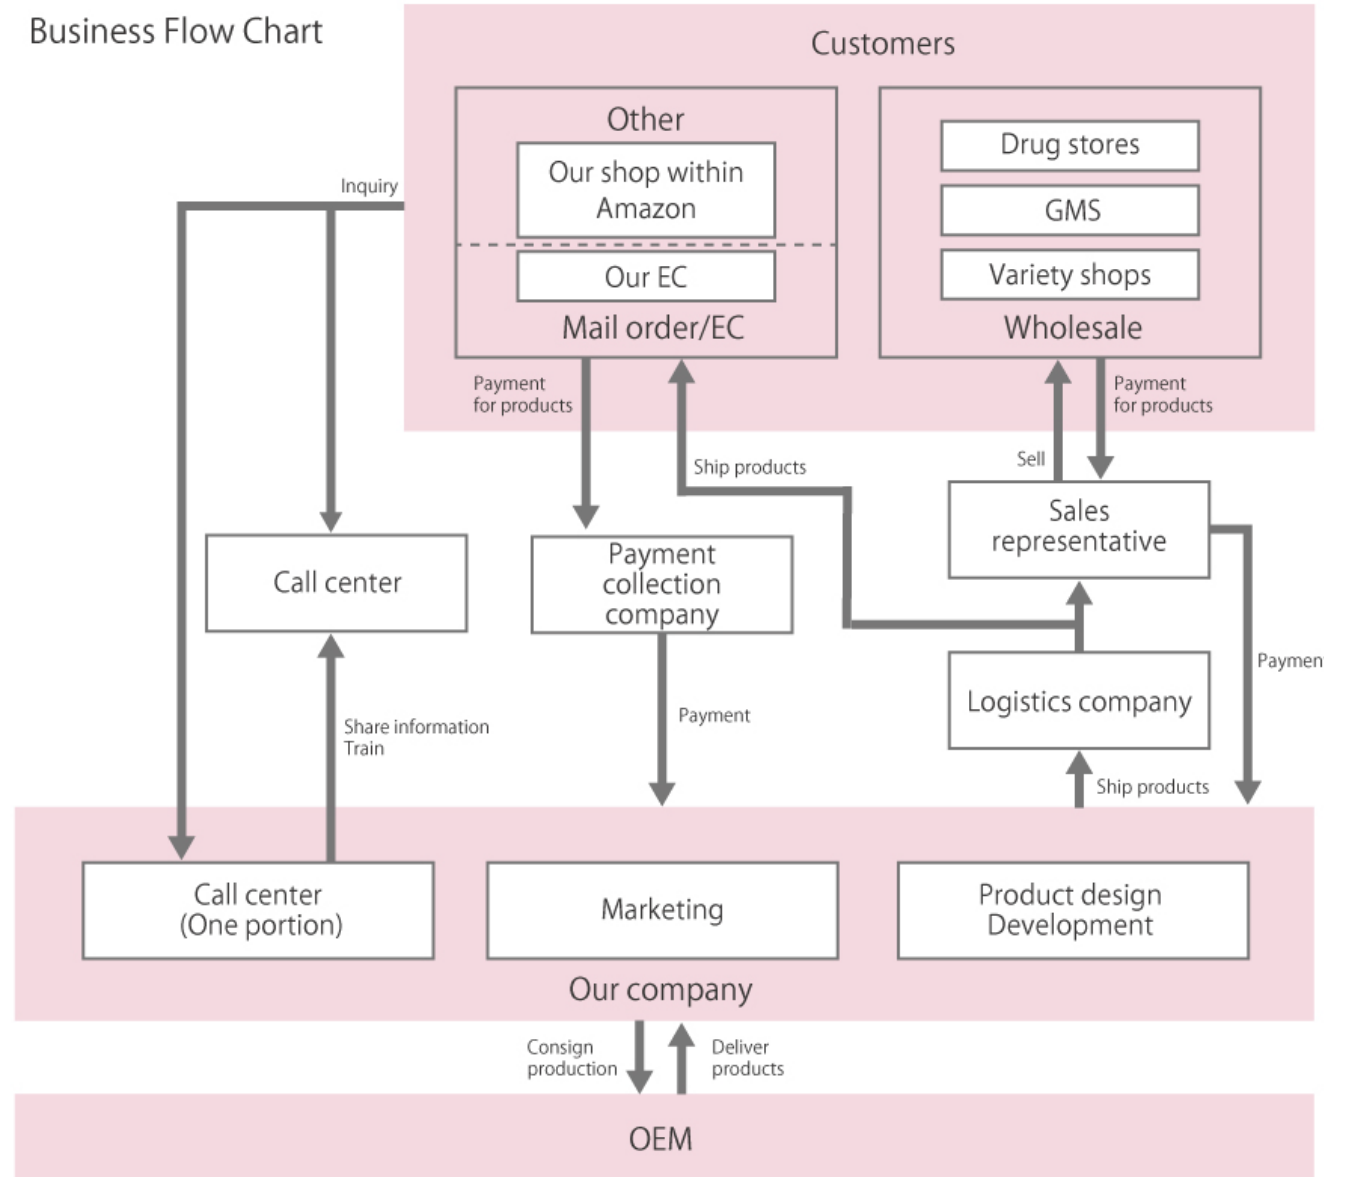 Business Flow Chart
Customers
Other
Our shop within
Amazon
Our EC
Mail order/EC
Drug stores
GMS
Variety shops
Wholesale
Inquiry
Payment
for products
Ship products
Sell
Payment
for products
Sales
representative
Call center
Payment
collection
company
Logistics company
Paymen
Share information
Train
Payment
Ship products
Call center
(One portion)
Marketing
Product design
Development
Our company
Consign
production
Deliver
products
OEM